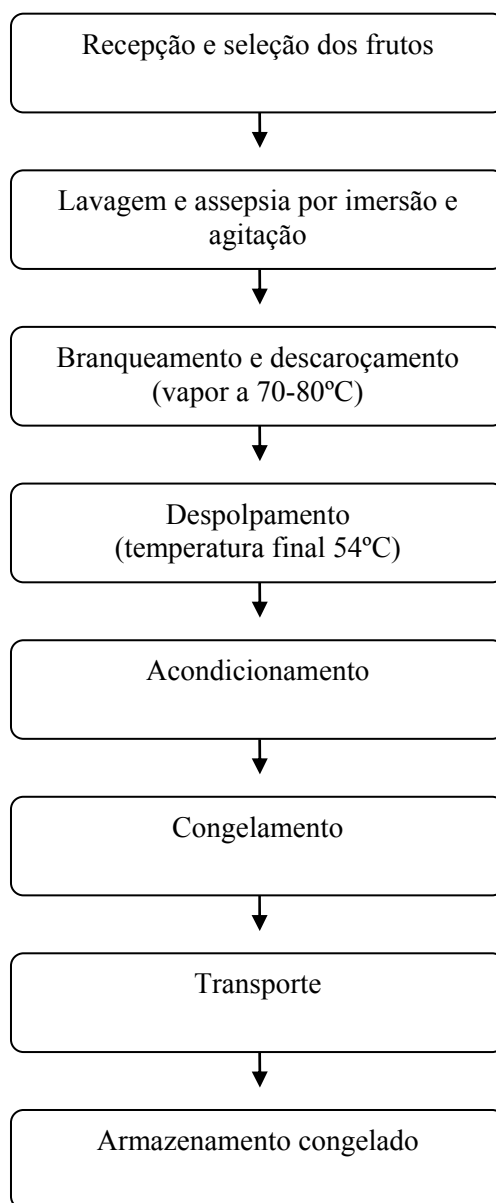 Recepção e seleção dos frutos
Lavagem e assepsia por imersão e
agitação
Branqueamento e descaroçamento
(vapor a 70-80ºC)
Despolpamento
(temperatura final 54ºC)
Acondicionamento
Congelamento
Transporte
Armazenamento congelado